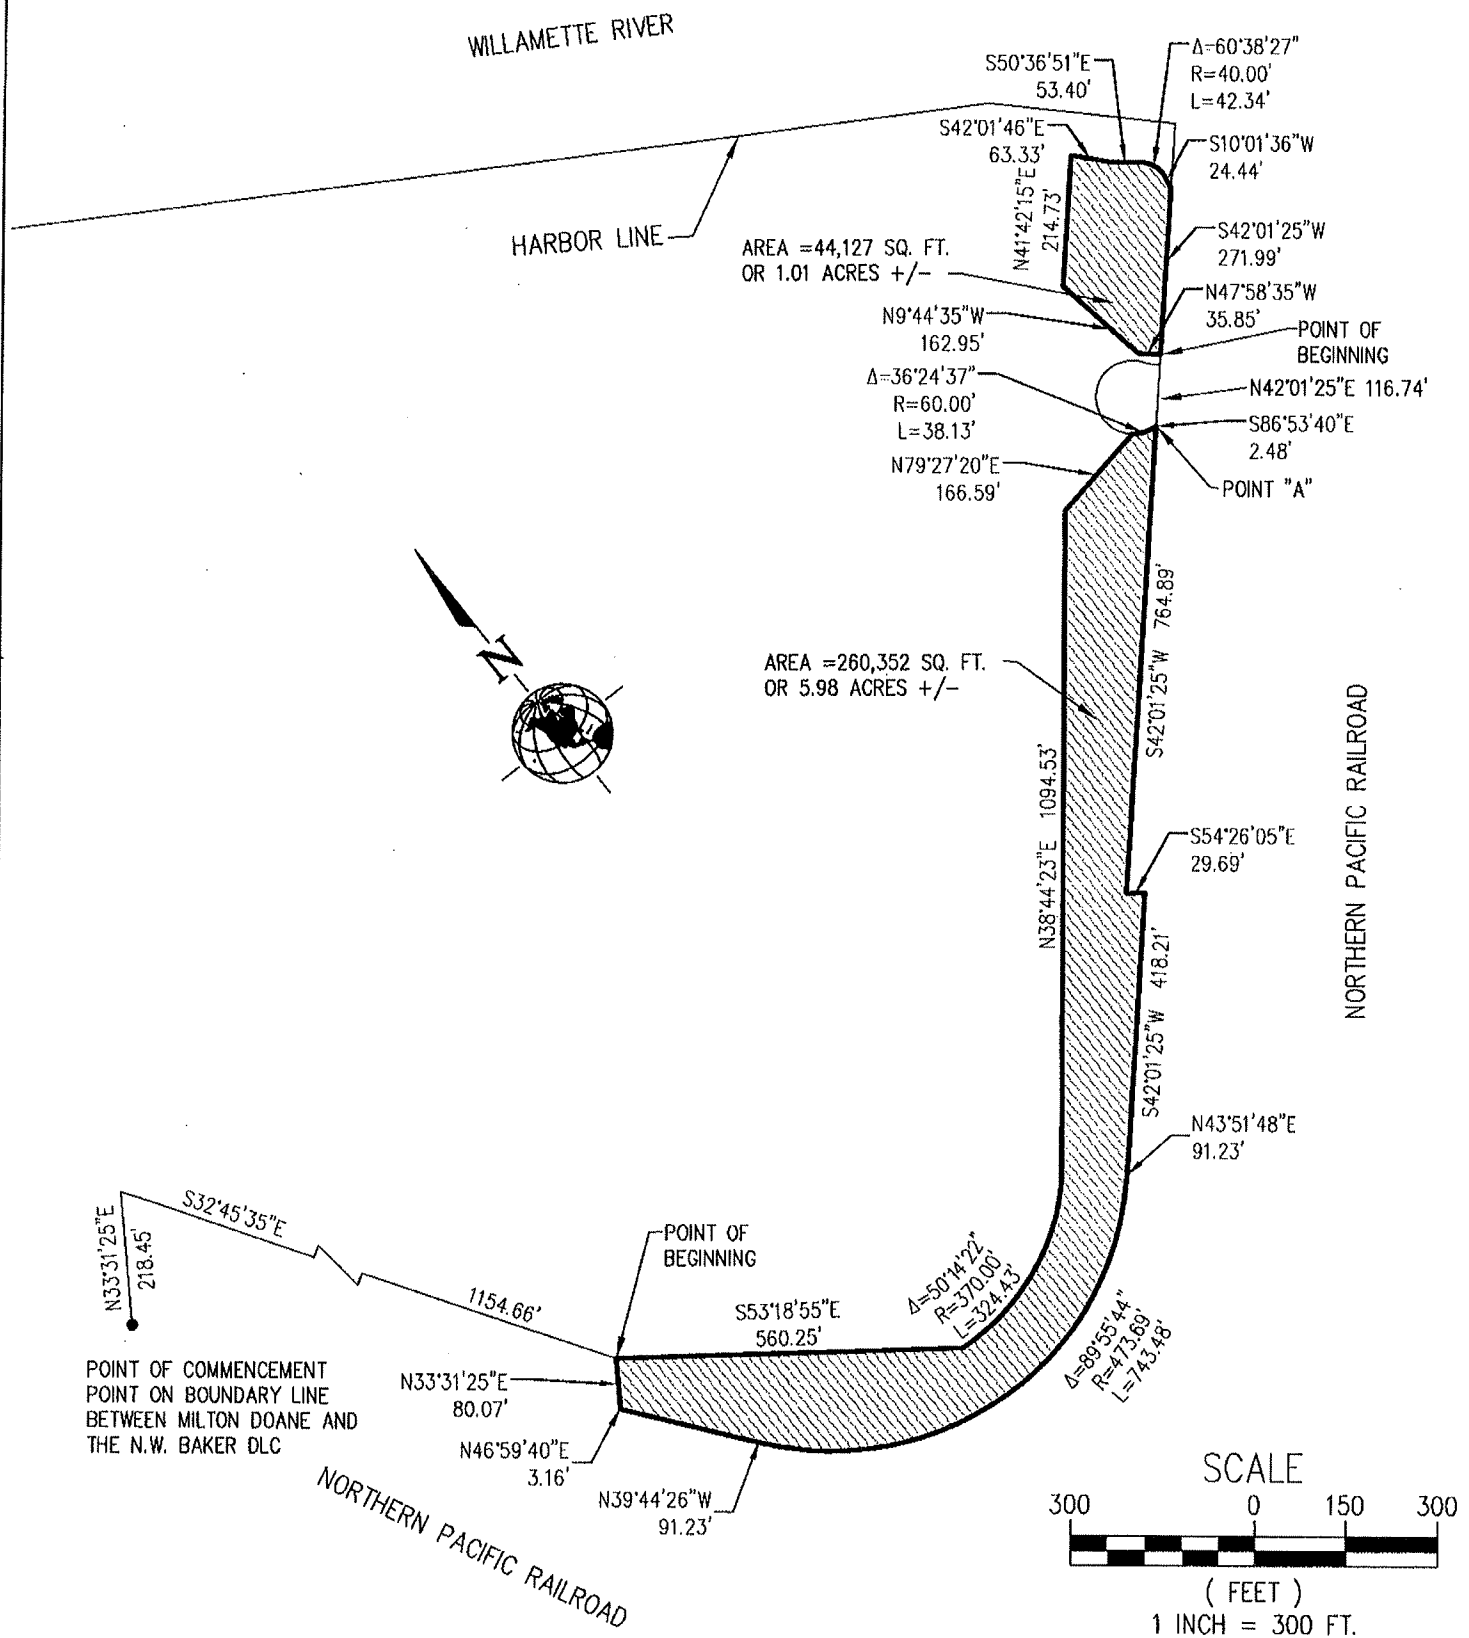 WILLAMETTE RIVER
S50°36'51"E
53.40'
Δ=60°38'27"
R=40.00'
L=42.34'
S42°01'46"E
63.33'
S10°01'36"W
24.44'
N41°42'15"E
214.73'
HARBOR LINE
AREA =44,127 SQ. FT.
OR 1.01 ACRES +/-
S42°01'25"W
271.99'
N47°58'35"W
35.85'
N9°44'35"W
162.95'
POINT OF
BEGINNING
Δ=36°24'37"
R=60.00'
L=38.13'
N42°01'25"E 116.74'
S86°53'40"E
2.48'
N79°27'20"E
166.59'
POINT "A"
N
S42°01'25"W 764.89'
AREA =260,352 SQ. FT.
OR 5.98 ACRES +/-
NORTHERN PACIFIC RAILROAD
N38°44'23"E 1094.53'
S54°26'05"E
29.69'
S42°01'25"W 418.21'
N43°51'48"E
91.23'
N33°31'25"E
218.45'
S32°45'35"E
1154.66'
POINT OF
BEGINNING
S53°18'55"E
560.25'
Δ=50°14'22"
R=370.00'
L=324.43'
Δ=89°55'44"
R=473.69'
L=743.48'
POINT OF COMMENCEMENT
POINT ON BOUNDARY LINE
BETWEEN MILTON DOANE AND
THE N.W. BAKER DLC
N33°31'25"E
80.07'
N46°59'40"E
3.16'
N39°44'26"W
91.23'
NORTHERN PACIFIC RAILROAD
SCALE
300 0 150 300
( FEET )
1 INCH = 300 FT.